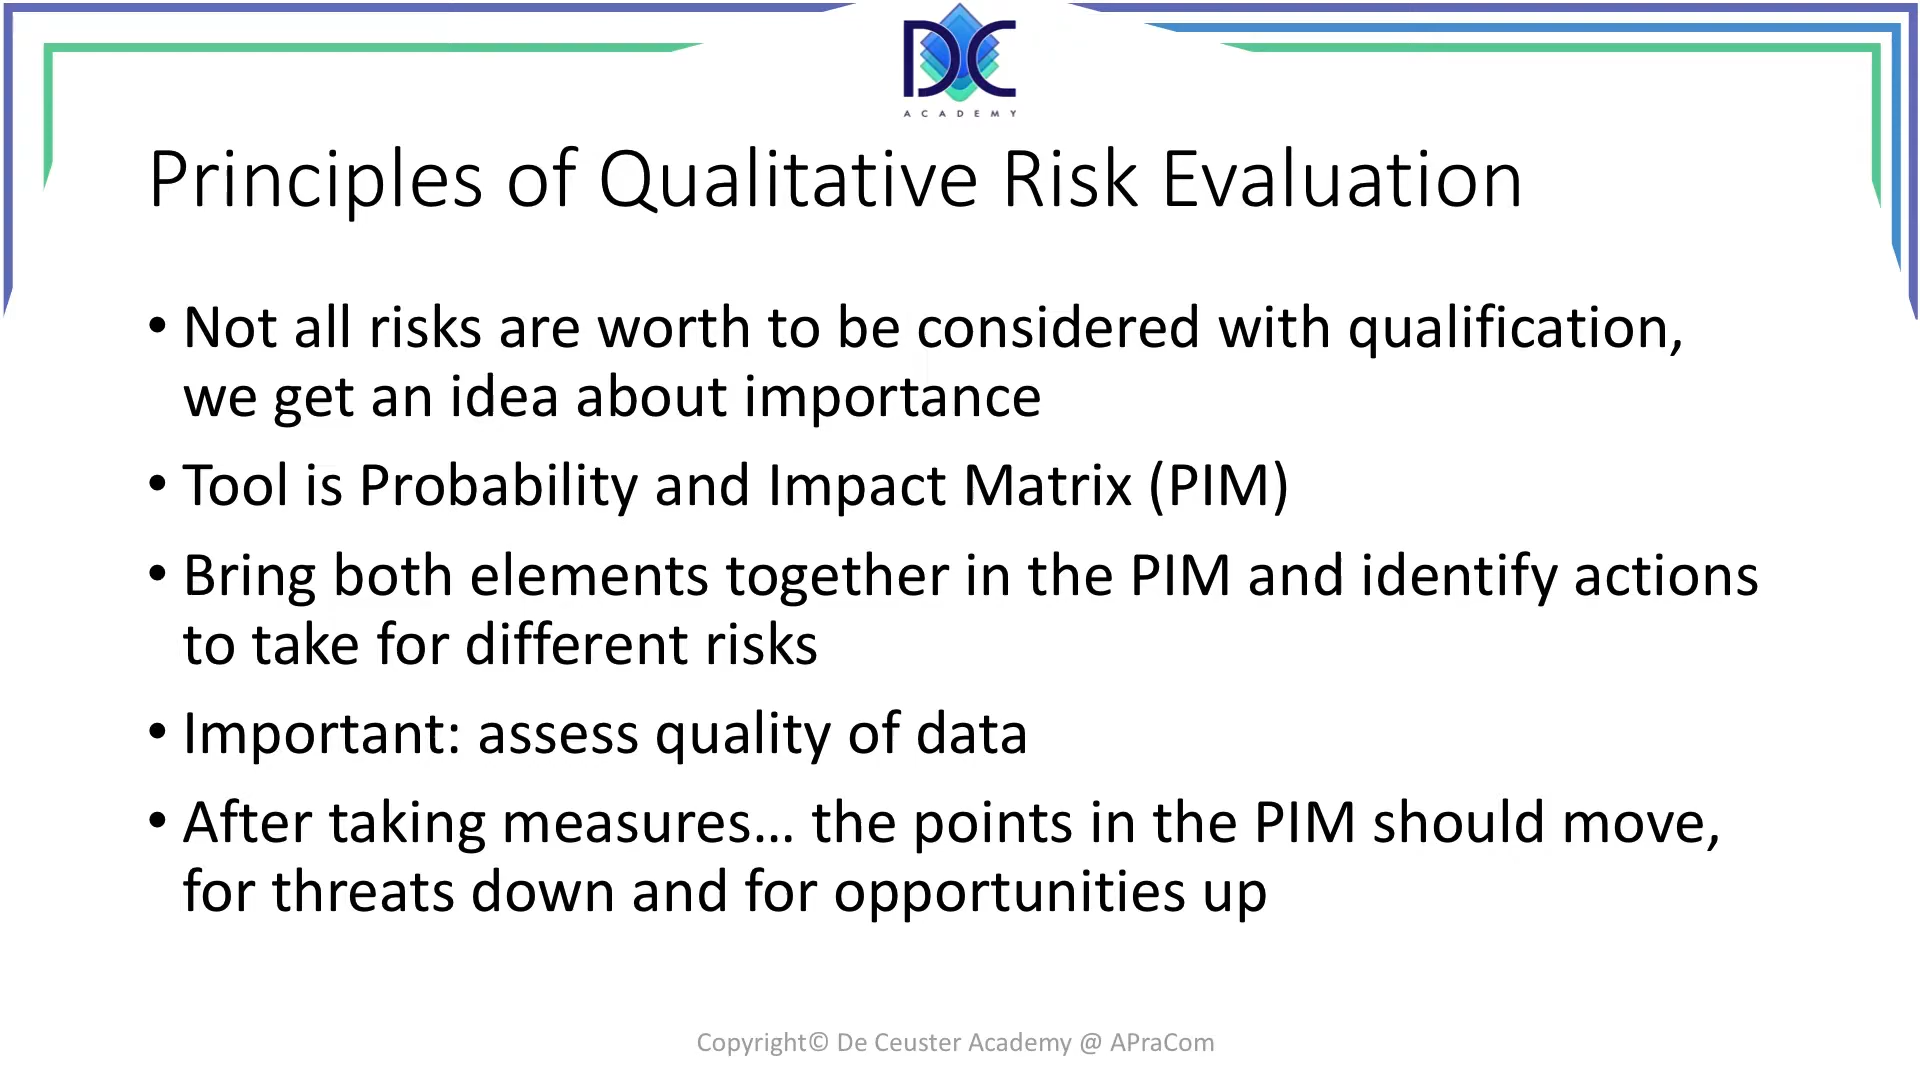 DC
ACADEMY
Principles of Qualitative Risk Evaluation
• Not all risks are worth to be considered with qualification,
we get an idea about importance
• Tool is Probability and Impact Matrix (PIM)
• Bring both elements together in the PIM and identify actions
to take for different risks
• Important: assess quality of data
• After taking measures... the points in the PIM should move,
for threats down and for opportunities up
Copyright© De Ceuster Academy @ APraCom